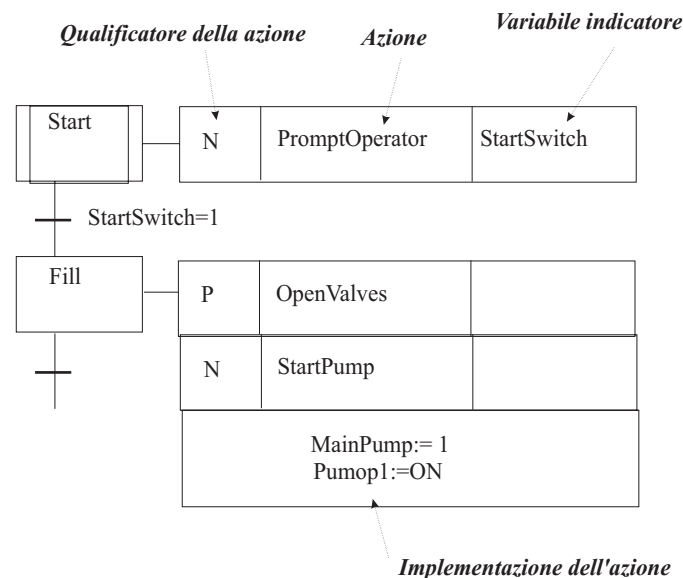 Qualificatore della azione
Azione
Variabile indicatore
Start
N
PromptOperator
StartSwitch
StartSwitch=1
Fill
P
OpenValves
N
StartPump
MainPump:= 1
Pumop1:=ON
Implementazione dell'azione